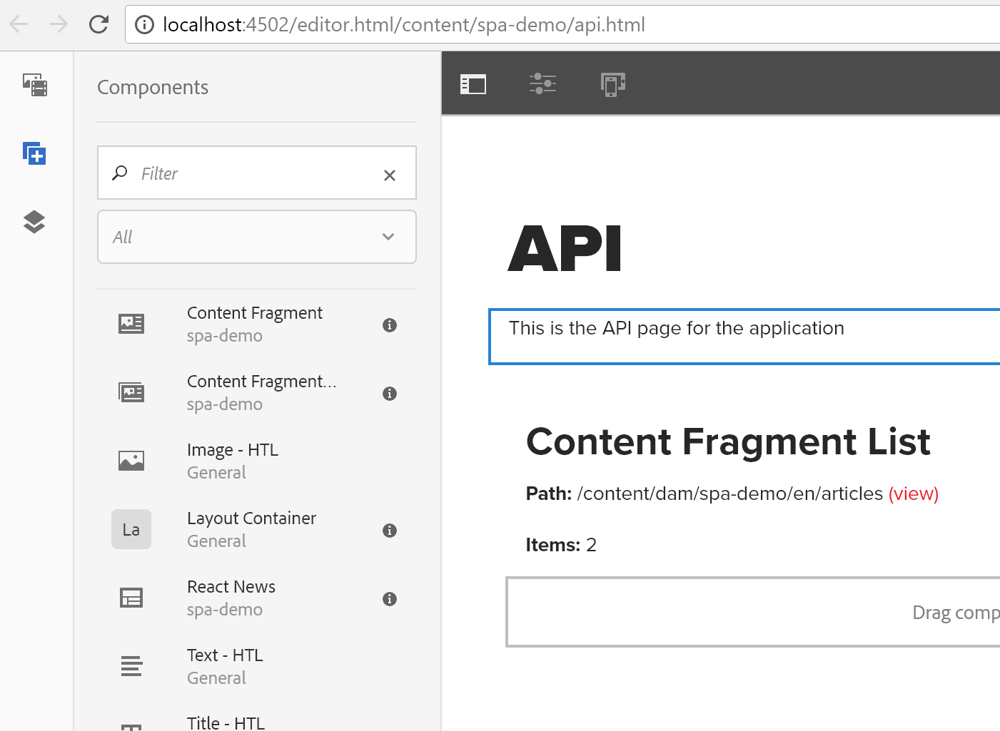 localhost:4502/editor.html/content/spa-demo/api.html
Components
Filter
All
Content Fragment
spa-demo
Content Fragment...
spa-demo
Image - HTL
General
La
Layout Container
General
React News
spa-demo
Text - HTL
General
Title - HTL
API
This is the API page for the application
Content Fragment List
Path: /content/dam/spa-demo/en/articles (view)
Items: 2
Drag comp